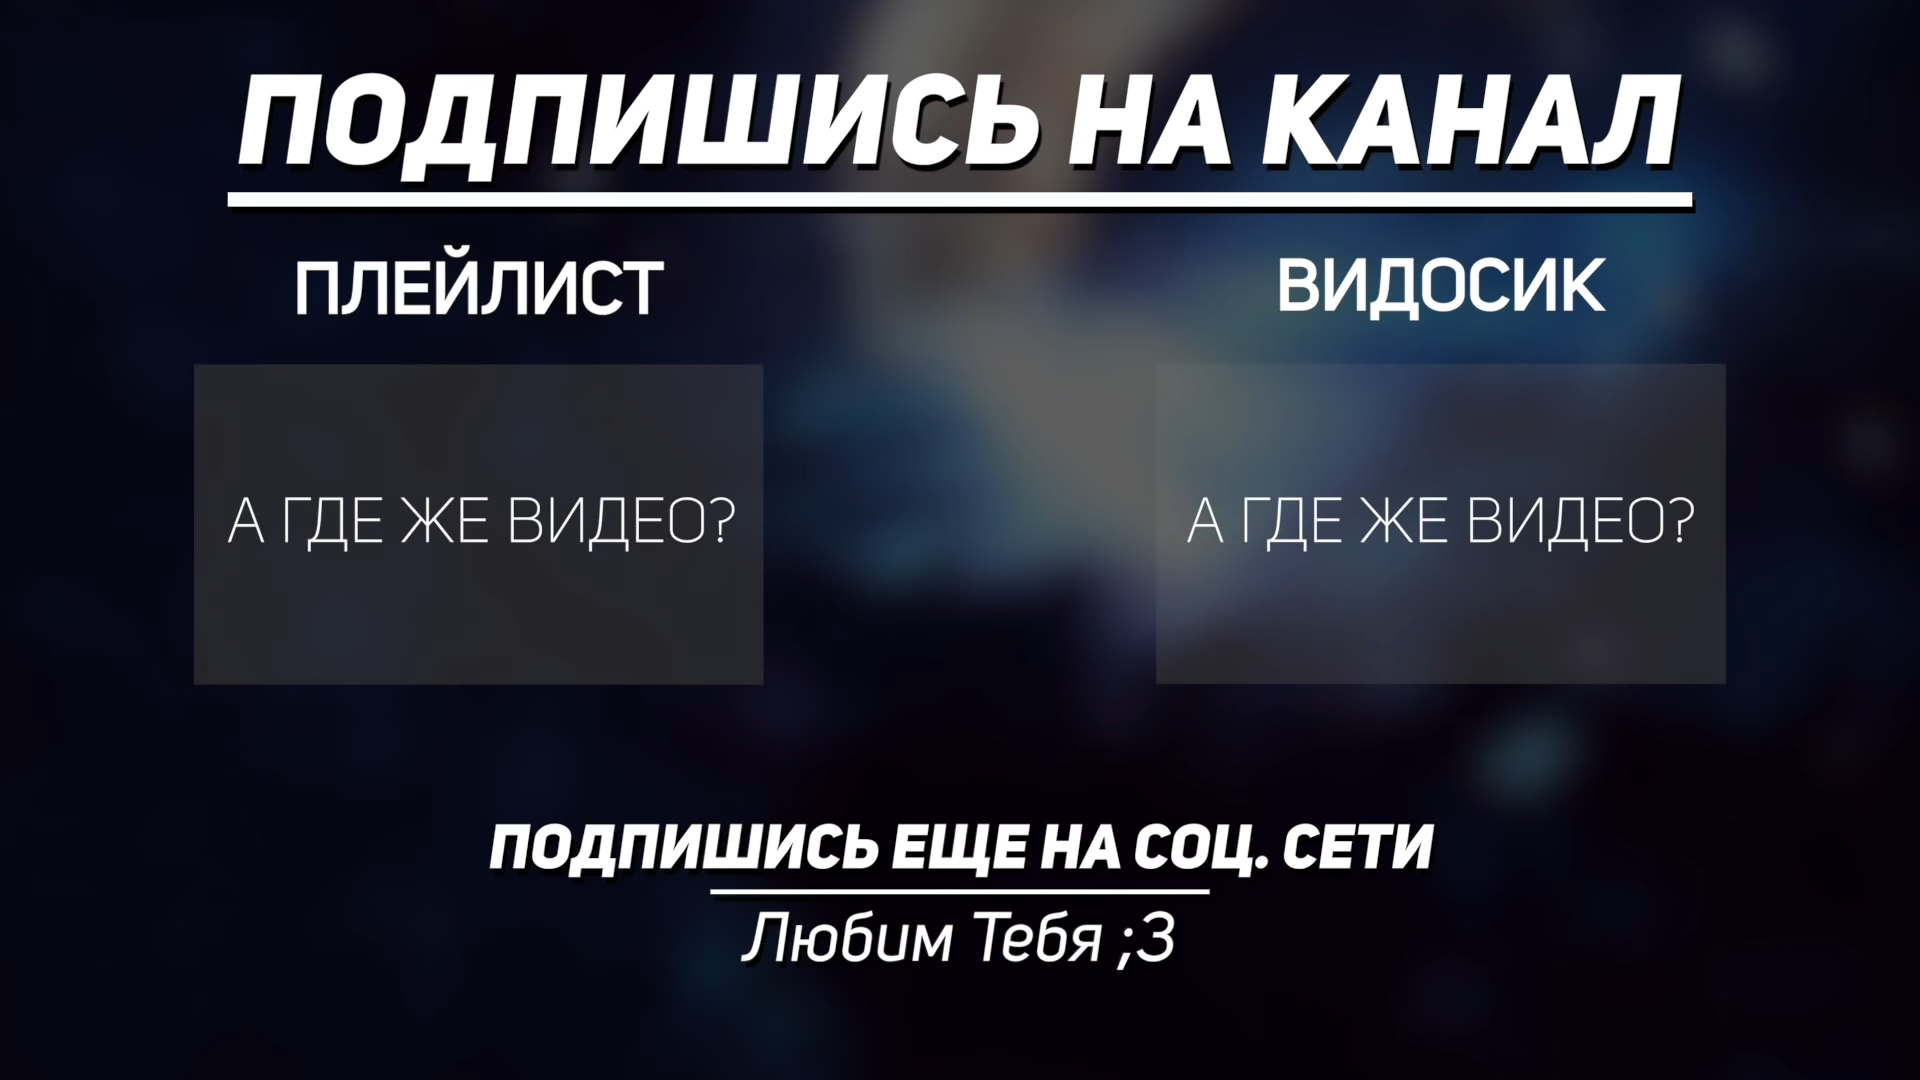 ПОДПИШИСЬ НА КАНАЛ
ПЛЕЙЛИСТ
ВИДОСИК
А ГДЕ ЖЕ ВИДЕО?
А ГДЕ ЖЕ ВИДЕО?
ПОДПИШИСЬ ЕЩЕ НА СОЦ. СЕТИ
Любим Тебя ;3